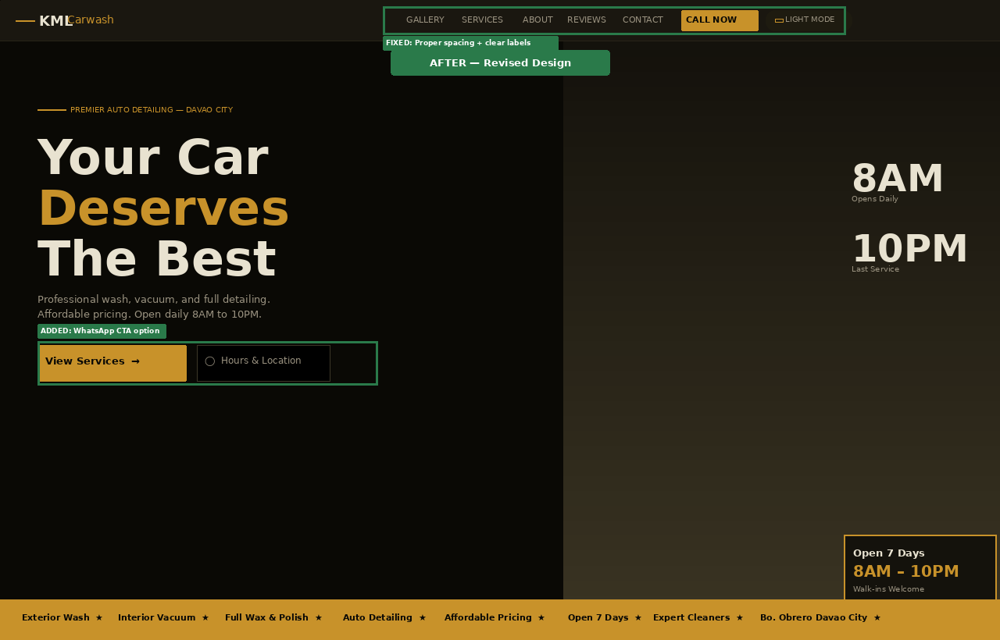 KML Carwash
GALLERY SERVICES ABOUT REVIEWS CONTACT CALL NOW LIGHT MODE
FIXED: Proper spacing + clear labels
AFTER — Revised Design
PREMIER AUTO DETAILING — DAVAO CITY
Your Car
Deserves
The Best
Professional wash, vacuum, and full detailing.
Affordable pricing. Open daily 8AM to 10PM.
ADDED: WhatsApp CTA option
View Services →
Hours & Location
8AM
Opens Daily
10PM
Last Service
Open 7 Days
8AM – 10PM
Walk-ins Welcome
Exterior Wash ★ Interior Vacuum ★ Full Wax & Polish ★ Auto Detailing ★ Affordable Pricing ★ Open 7 Days ★ Expert Cleaners ★ Bo. Obrero Davao City ★